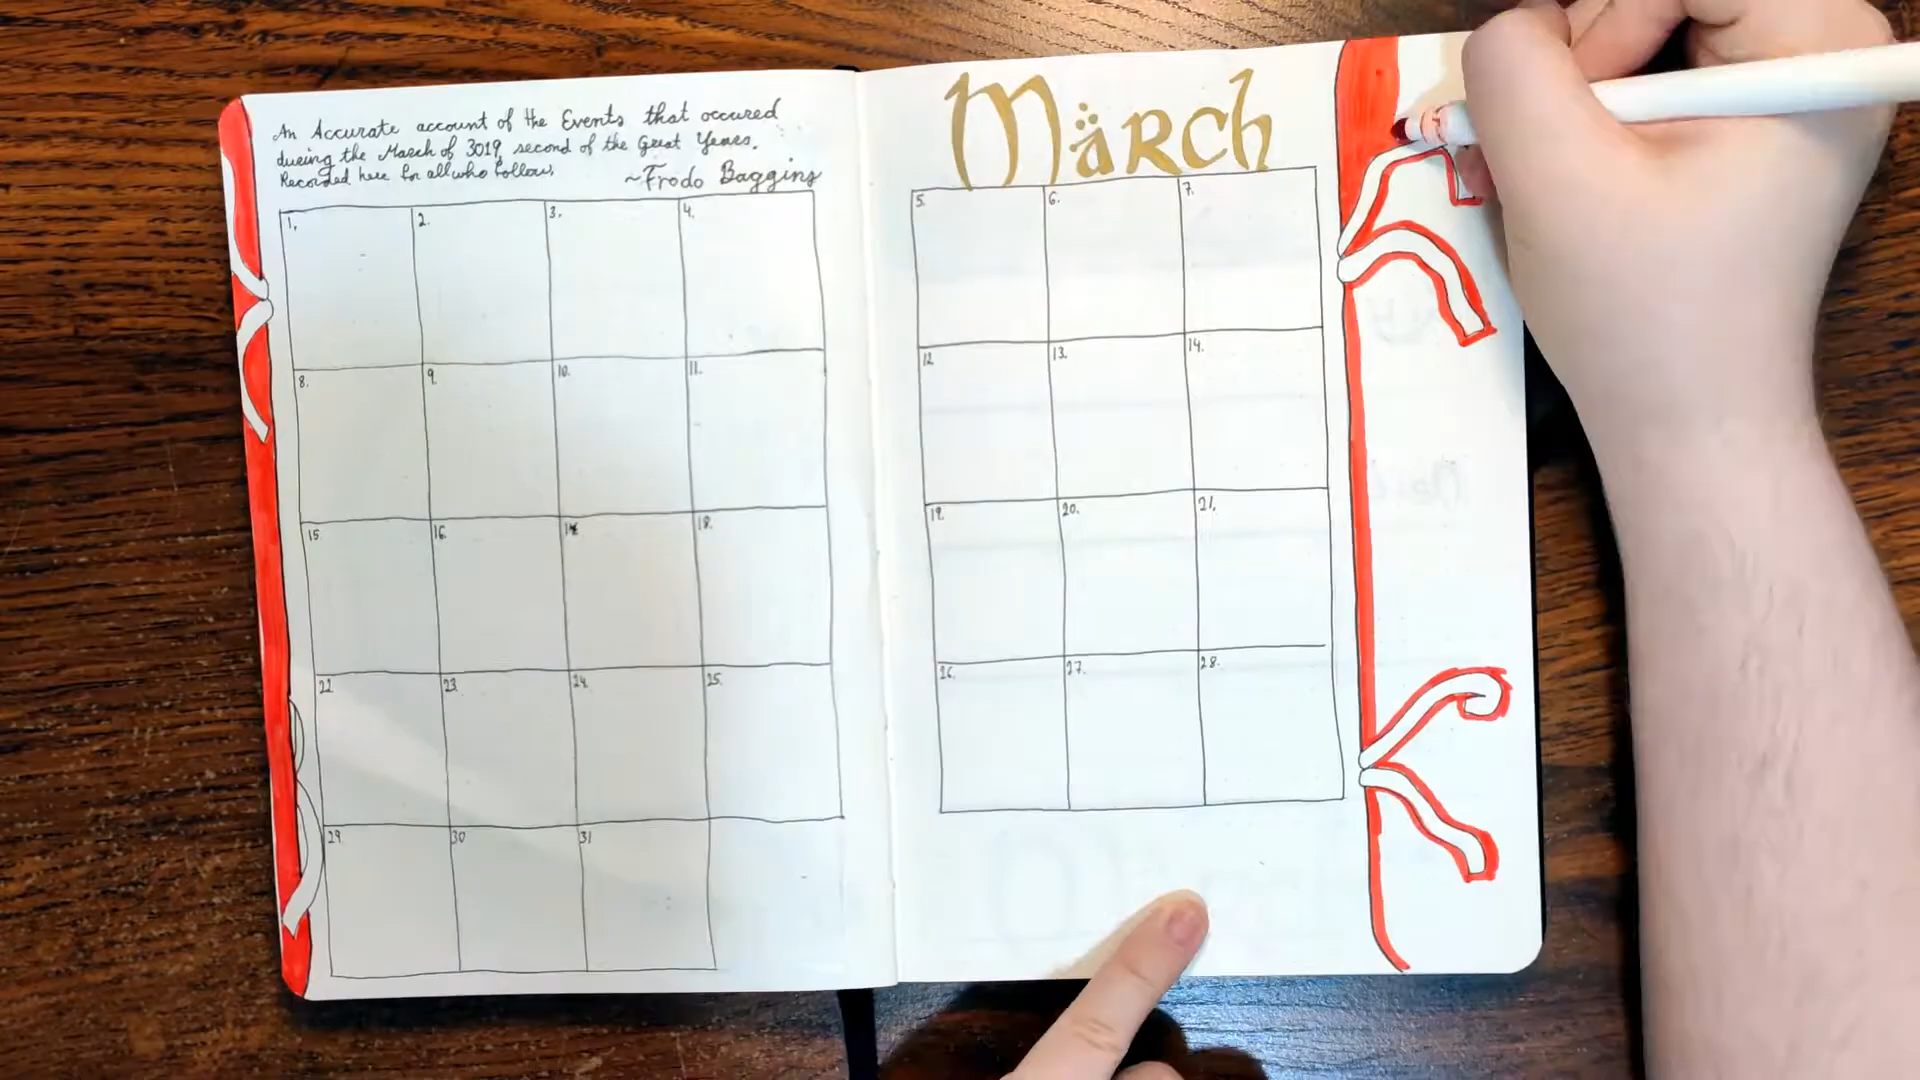 An Accurate account of the Events that occured
during the March of 3019, second of the Great Years.
Recorded here for all who follow.
~Frodo Baggins
March
1. 2. 3. 4. 5. 6. 7.
8. 9. 10. 11. 12 13. 14.
15. 16. 18. 19. 20. 21.
22. 23. 24. 25. 26. 27. 28.
29. 30 31